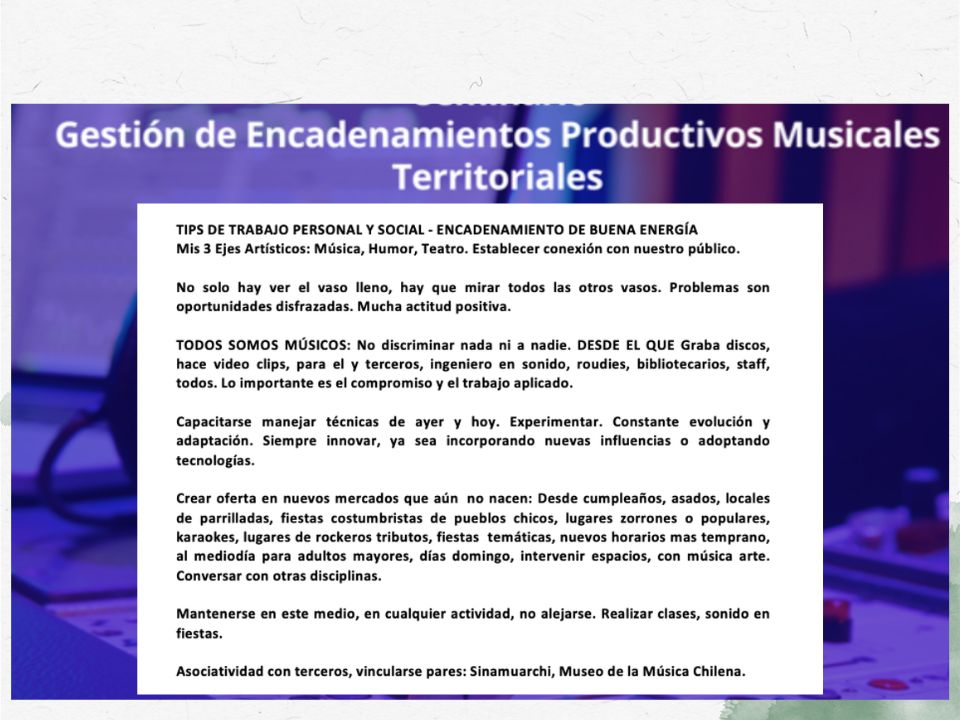 Gestión de Encadenamientos Productivos Musicales
Territoriales
TIPS DE TRABAJO PERSONAL Y SOCIAL - ENCADENAMIENTO DE BUENA ENERGÍA
Mis 3 Ejes Artísticos: Música, Humor, Teatro. Establecer conexión con nuestro público.
No solo hay ver el vaso lleno, hay que mirar todos las otros vasos. Problemas son
oportunidades disfrazadas. Mucha actitud positiva.
TODOS SOMOS MÚSICOS: No discriminar nada ni a nadie. DESDE EL QUE Graba discos,
hace video clips, para el y terceros, ingeniero en sonido, roudies, bibliotecarios, staff,
todos. Lo importante es el compromiso y el trabajo aplicado.
Capacitarse manejar técnicas de ayer y hoy. Experimentar. Constante evolución y
adaptación. Siempre innovar, ya sea incorporando nuevas influencias o adoptando
tecnologías.
Crear oferta en nuevos mercados que aún no nacen: Desde cumpleaños, asados, locales
de parrilladas, fiestas costumbristas de pueblos chicos, lugares zorrones o populares,
karaokes, lugares de rockeros tributos, fiestas temáticas, nuevos horarios mas temprano,
al mediodía para adultos mayores, días domingo, intervenir espacios, con música arte.
Conversar con otras disciplinas.
Mantenerse en este medio, en cualquier actividad, no alejarse. Realizar clases, sonido en
fiestas.
Asociatividad con terceros, vincularse pares: Sinamuarchi, Museo de la Música Chilena.